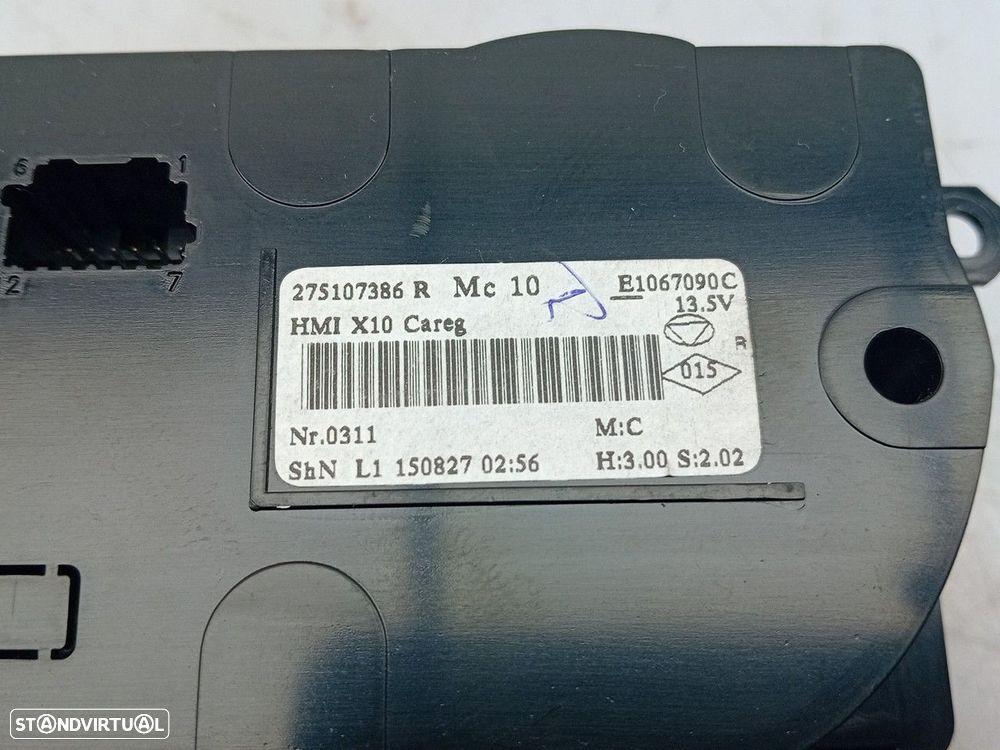 6 1
2 7
275107386 R Mc 10 E1067090C
13.5V
HMI X10 Careg
R
015
Nr.0311 M:C
ShN L1 150827 02:56 H:3.00 S:2.02
STANDVIRTUAL